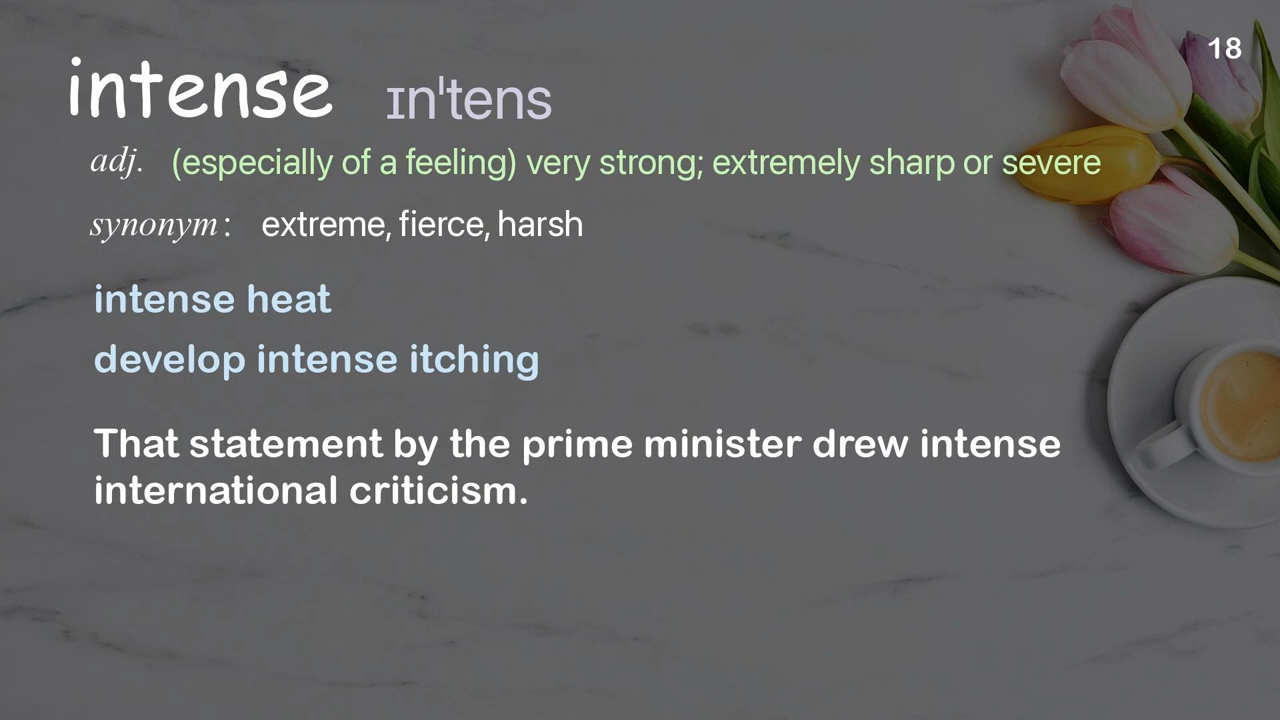 18
intense ɪn'tens
adj. (especially of a feeling) very strong; extremely sharp or severe
synonym: extreme, fierce, harsh
intense heat
develop intense itching
That statement by the prime minister drew intense
international criticism.